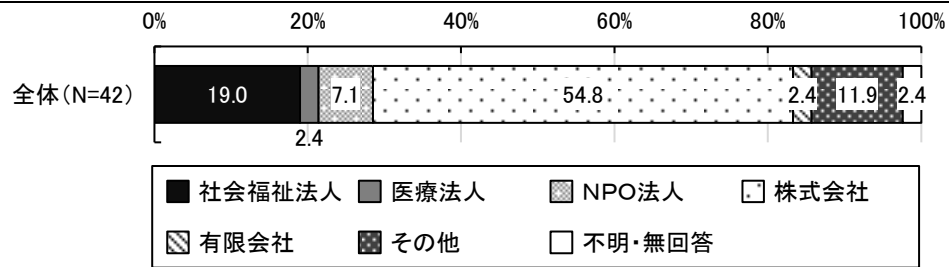 0% 20% 40% 60% 80% 100%
全体(N=42) 19.0 7.1 54.8 2.4 11.9 2.4
2.4
社会福祉法人 医療法人 NPO法人 株式会社
有限会社 その他 不明・無回答